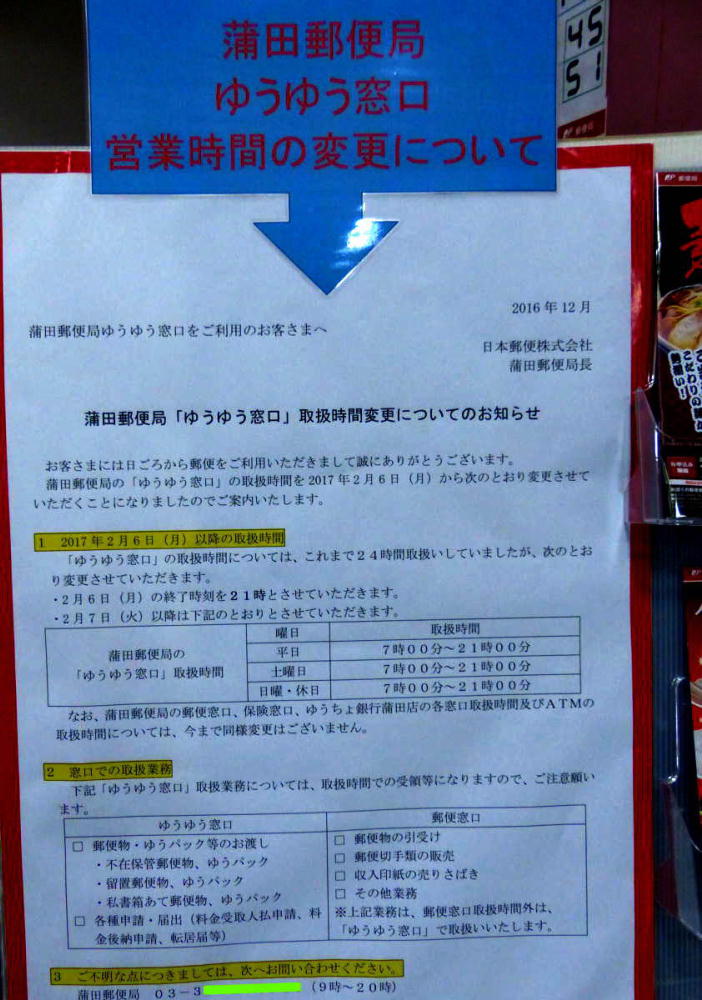 蒲田郵便局
ゆうゆう窓口
営業時間の変更について
45
51
2016年12月
蒲田郵便局ゆうゆう窓口をご利用のお客さまへ
日本郵便株式会社
蒲田郵便局長
蒲田郵便局「ゆうゆう窓口」取扱時間変更についてのお知らせ
お客さまには日ごろから郵便をご利用いただきまして誠にありがとうございます。
蒲田郵便局の「ゆうゆう窓口」の取扱時間を2017年2月6日(月)から次のとおり変更させて
いただくことになりましたのでご案内いたします。
1 2017年2月6日(月)以降の取扱時間
「ゆうゆう窓口」の取扱時間については、これまで24時間取扱いしていましたが、次のとお
り変更させていただきます。
・2月6日(月)の終了時刻を21時とさせていただきます。
・2月7日(火)以降は下記のとおりとさせていただきます。
蒲田郵便局の
「ゆうゆう窓口」取扱時間
曜日 取扱時間
平日 7時00分~21時00分
土曜日 7時00分~21時00分
日曜・休日 7時00分~21時00分
なお、蒲田郵便局の郵便窓口、保険窓口、ゆうちょ銀行蒲田店の各窓口取扱時間及びATMの
取扱時間については、今まで同様変更はございません。
2 窓口での取扱業務
下記「ゆうゆう窓口」取扱業務については、取扱時間での受領等になりますので、ご注意願い
ます。
ゆうゆう窓口
□ 郵便物・ゆうパック等のお渡し
・不在保管郵便物、ゆうパック
・留置郵便物、ゆうパック
・私書箱あて郵便物、ゆうパック
□ 各種申請・届出(料金受取人払申請、料
金後納申請、転居届等)
郵便窓口
□ 郵便物の引受け
□ 郵便切手類の販売
□ 収入印紙の売りさばき
□ その他業務
※上記業務は、郵便窓口取扱時間外は、
「ゆうゆう窓口」で取扱いいたします。
3 ご不明な点につきましては、次へお問い合わせください。
蒲田郵便局 03-3 (9時~20時)